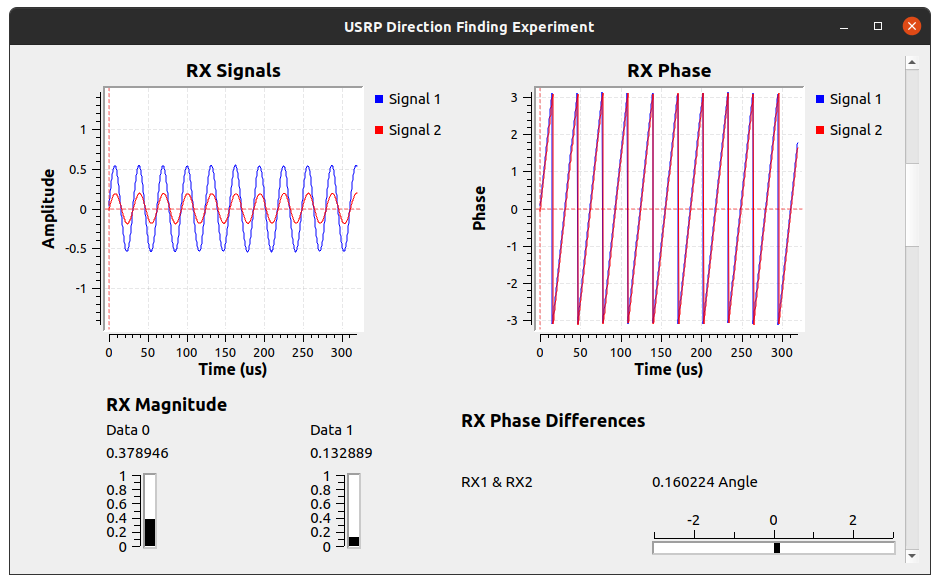 USRP Direction Finding Experiment
RX Signals
Signal 1
Signal 2
Amplitude
1
0.5
0
-0.5
-1
0 50 100 150 200 250 300
Time (us)
RX Phase
Signal 1
Signal 2
Phase
3
2
1
0
-1
-2
-3
0 50 100 150 200 250 300
Time (us)
RX Magnitude
Data 0
0.378946
1
0.8
0.6
0.4
0.2
0
Data 1
0.132889
1
0.8
0.6
0.4
0.2
0
RX Phase Differences
RX1 & RX2 0.160224 Angle
-2 0 2